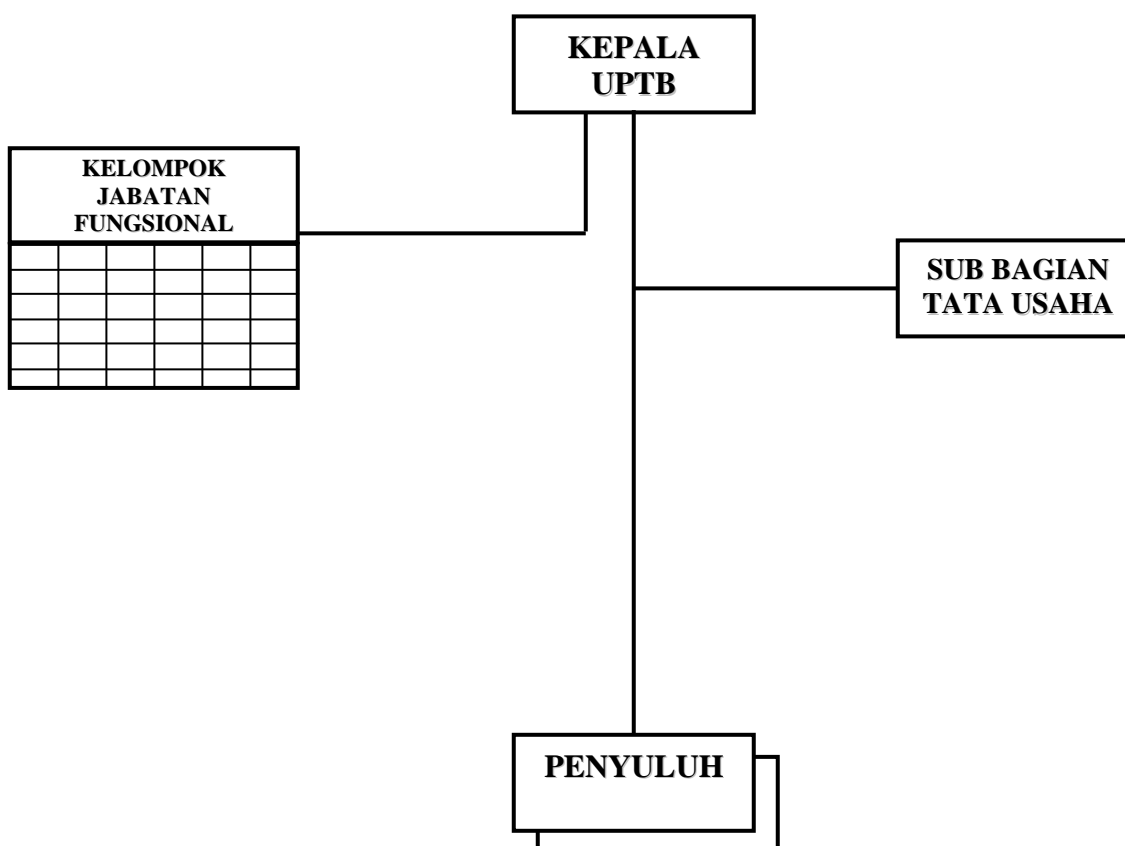 KEPALA
UPTB
KELOMPOK
JABATAN
FUNGSIONAL
SUB BAGIAN
TATA USAHA
PENYULUH